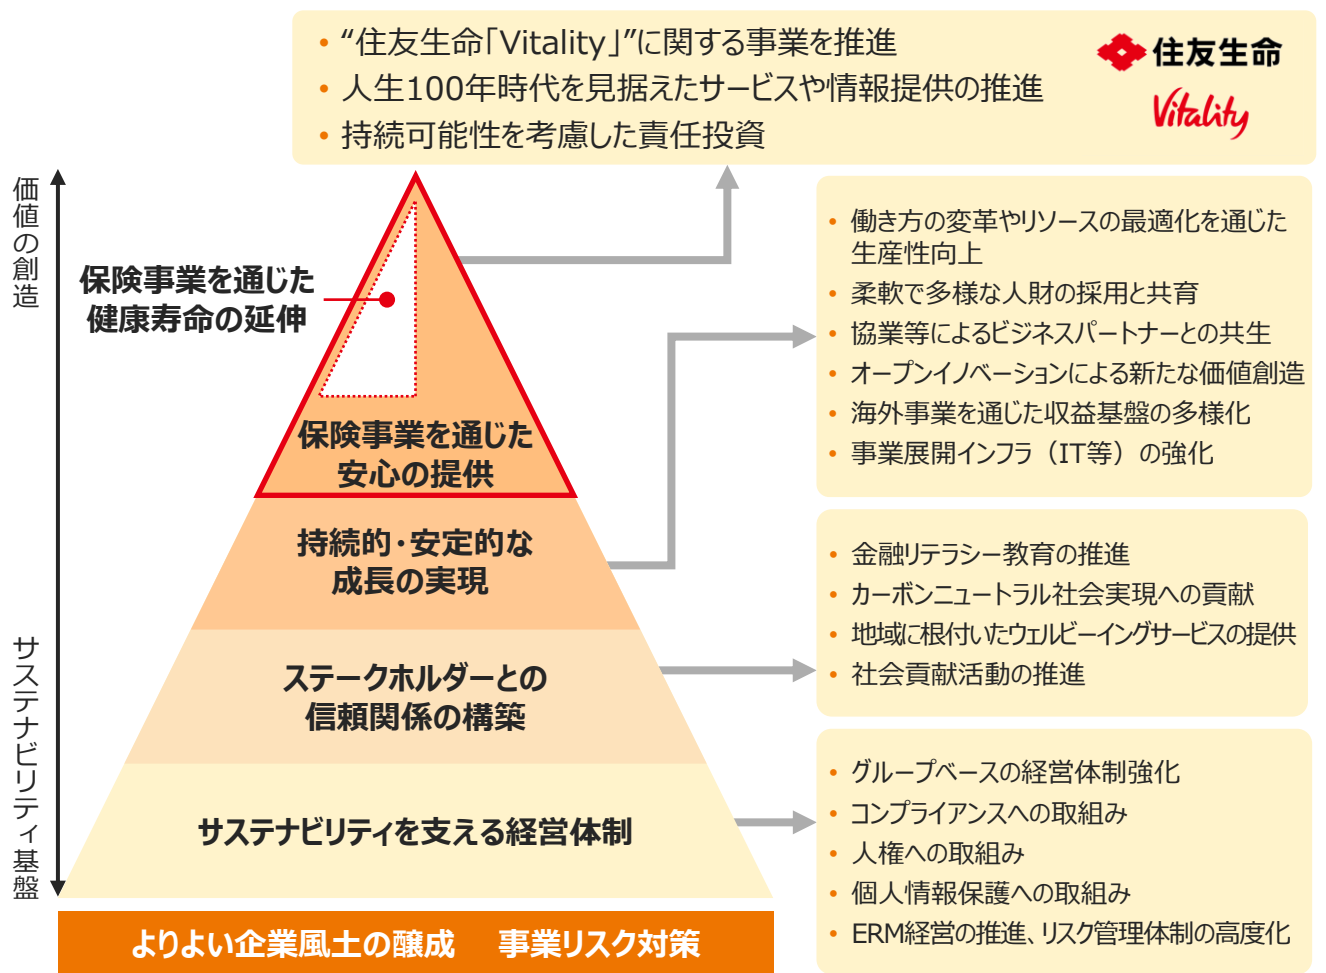 • “住友生命「Vitality」”に関する事業を推進
• 人生100年時代を見据えたサービスや情報提供の推進
• 持続可能性を考慮した責任投資
住友生命
Vitality
価値の創造
サステナビリティ基盤
保険事業を通じた
健康寿命の延伸
保険事業を通じた
安心の提供
持続的・安定的な
成長の実現
ステークホルダーとの
信頼関係の構築
サステナビリティを支える経営体制
よりよい企業風土の醸成 事業リスク対策
• 働き方の変革やリソースの最適化を通じた
生産性向上
• 柔軟で多様な人財の採用と共育
• 協業等によるビジネスパートナーとの共生
• オープンイノベーションによる新たな価値創造
• 海外事業を通じた収益基盤の多様化
• 事業展開インフラ（IT等）の強化
• 金融リテラシー教育の推進
• カーボンニュートラル社会実現への貢献
• 地域に根付いたウェルビーイングサービスの提供
• 社会貢献活動の推進
• グループベースの経営体制強化
• コンプライアンスへの取組み
• 人権への取組み
• 個人情報保護への取組み
• ERM経営の推進、リスク管理体制の高度化